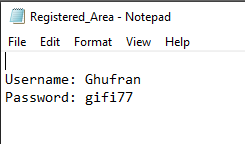 Registered_Area - Notepad
File Edit Format View Help
Username: Ghufran
Password: gifi77